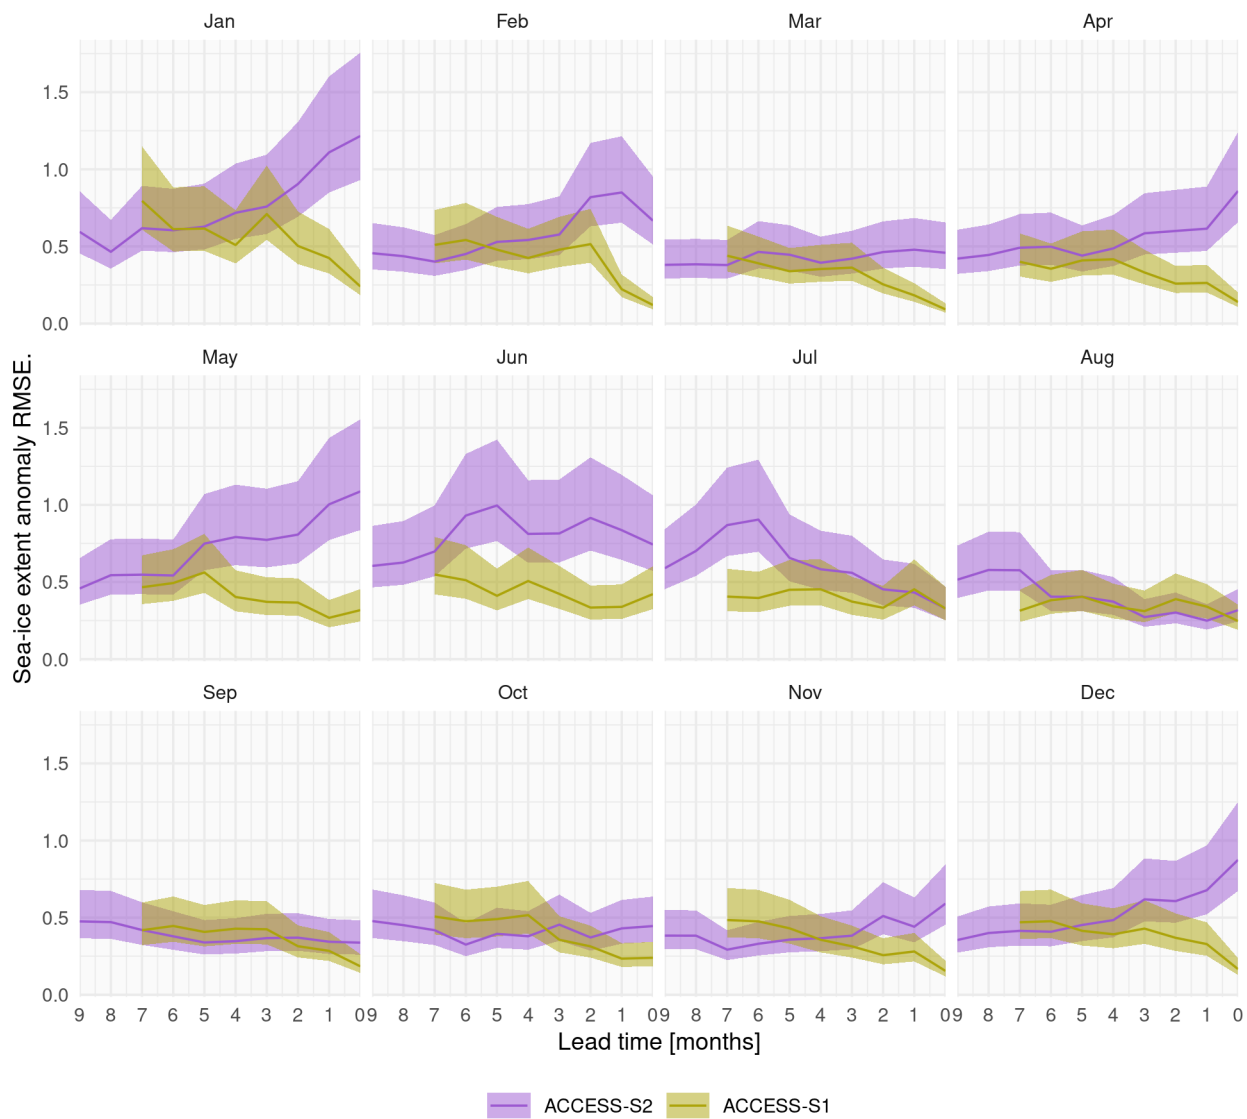 Jan Feb Mar Apr
1.5
1.0
0.5
0.0
May Jun Jul Aug
1.5
1.0
0.5
0.0
Sep Oct Nov Dec
1.5
1.0
0.5
0.0
9 8 7 6 5 4 3 2 1 0 9 8 7 6 5 4 3 2 1 0 9 8 7 6 5 4 3 2 1 0 9 8 7 6 5 4 3 2 1 0
Sea-ice extent anomaly RMSE.
Lead time [months]
ACCESS-S2 ACCESS-S1